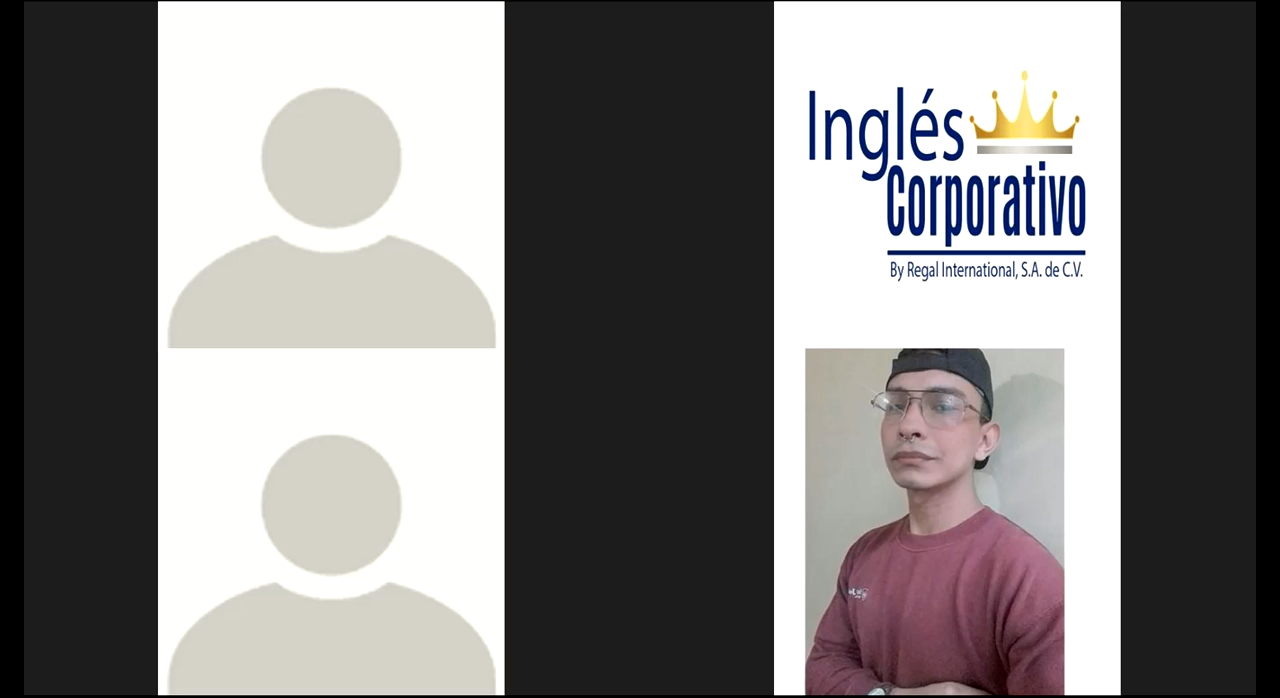 Inglés
Corporativo
By Regal International, S.A. de C.V.